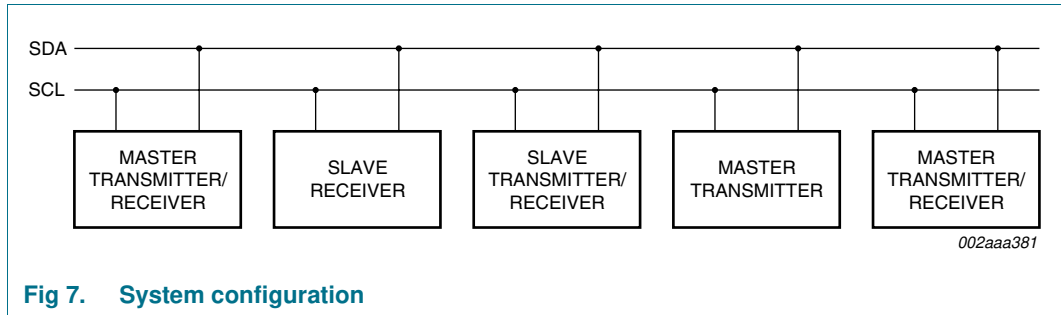 SDA
SCL
MASTER
TRANSMITTER/
RECEIVER
SLAVE
RECEIVER
SLAVE
TRANSMITTER/
RECEIVER
MASTER
TRANSMITTER
MASTER
TRANSMITTER/
RECEIVER
002aaa381
Fig 7. System configuration